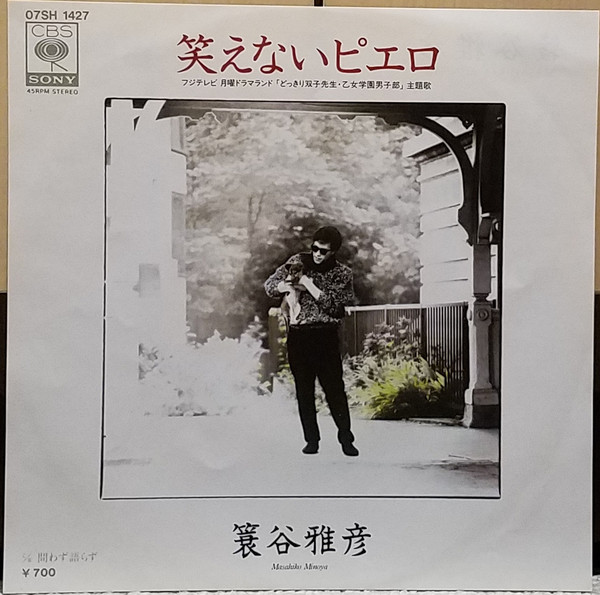 07SH 1427
CBS
SONY
45RPM STEREO
笑えないピエロ
フジテレビ 月曜ドラマランド「どっきり双子先生・乙女学園男子部」主題歌
簑谷雅彦
Masahiko Minoya
c/w 問わず語らず
¥700